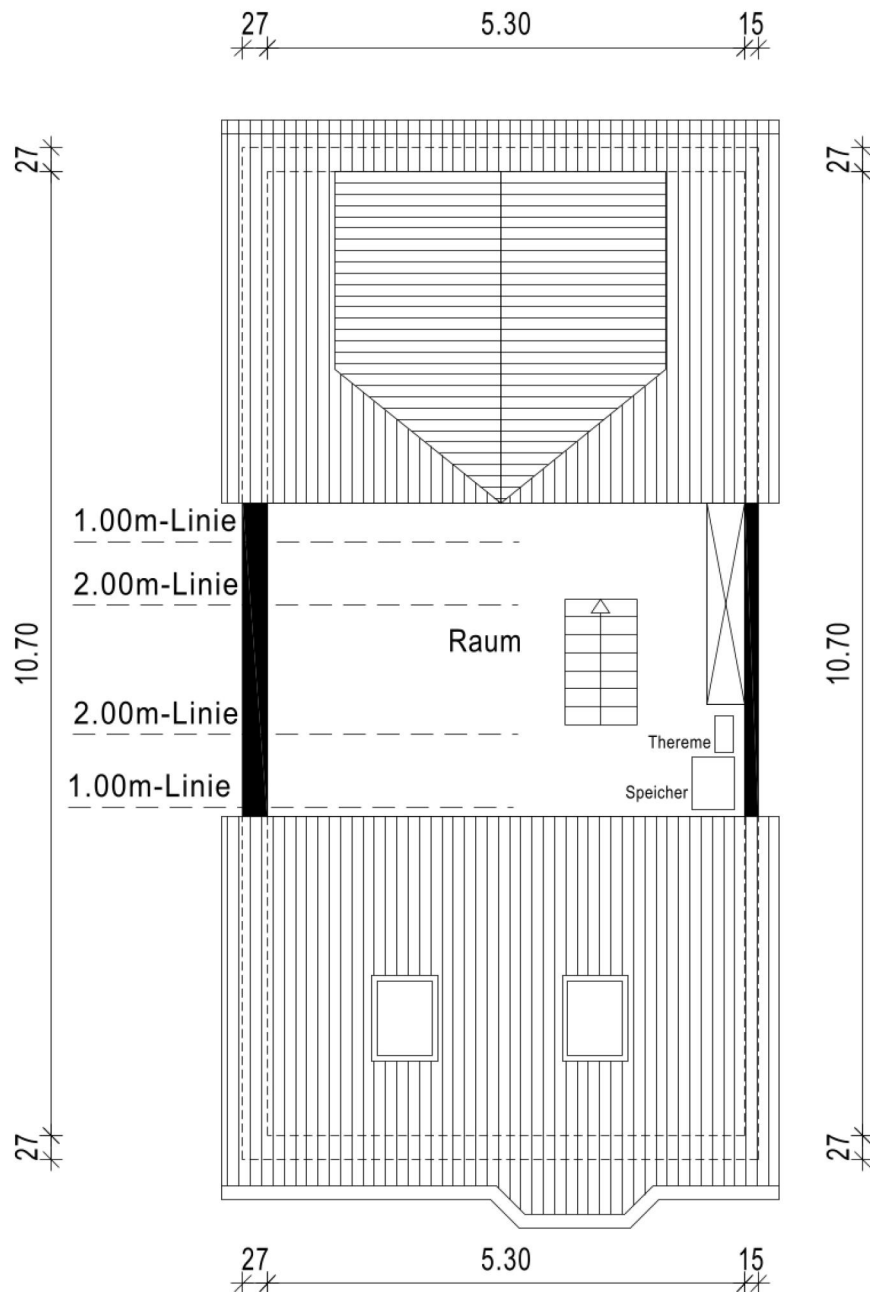 27 5.30 15
27
27
1.00m-Linie
2.00m-Linie
10.70
Raum
10.70
2.00m-Linie
Thereme
1.00m-Linie
Speicher
27
27
27 5.30 15